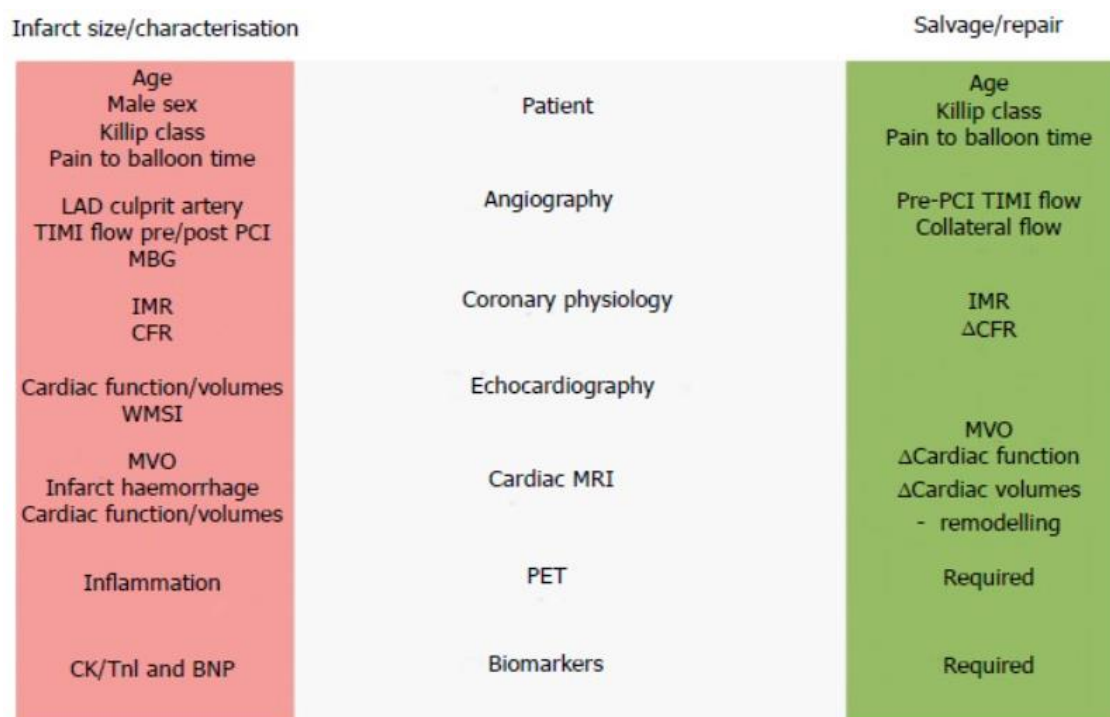 Infarct size/characterisation
Salvage/repair
Age
Male sex
Killip class
Pain to balloon time
Patient
Age
Killip class
Pain to balloon time
LAD culprit artery
TIMI flow pre/post PCI
MBG
Angiography
Pre-PCI TIMI flow
Collateral flow
IMR
CFR
Coronary physiology
IMR
ΔCFR
Cardiac function/volumes
WMSI
Echocardiography
MVO
Infarct haemorrhage
Cardiac function/volumes
Cardiac MRI
MVO
ΔCardiac function
ΔCardiac volumes
- remodelling
Inflammation
PET
Required
CK/TnI and BNP
Biomarkers
Required